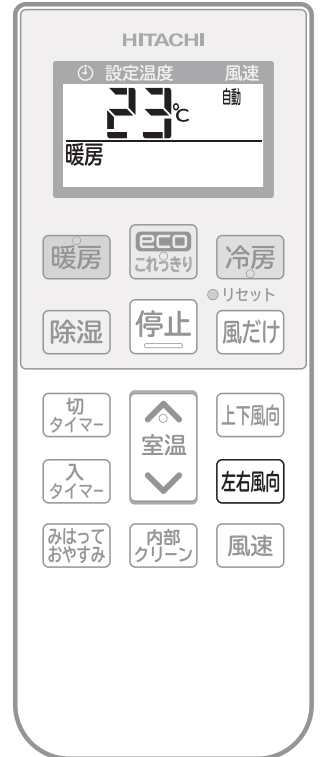 HITACHI
設定温度 風速
23℃ 自動
暖房
暖房 eco これっきり 冷房
リセット
除湿 停止 風だけ
切タイマー 上下風向
室温
入タイマー 左右風向
みはっておやすみ 内部クリーン 風速